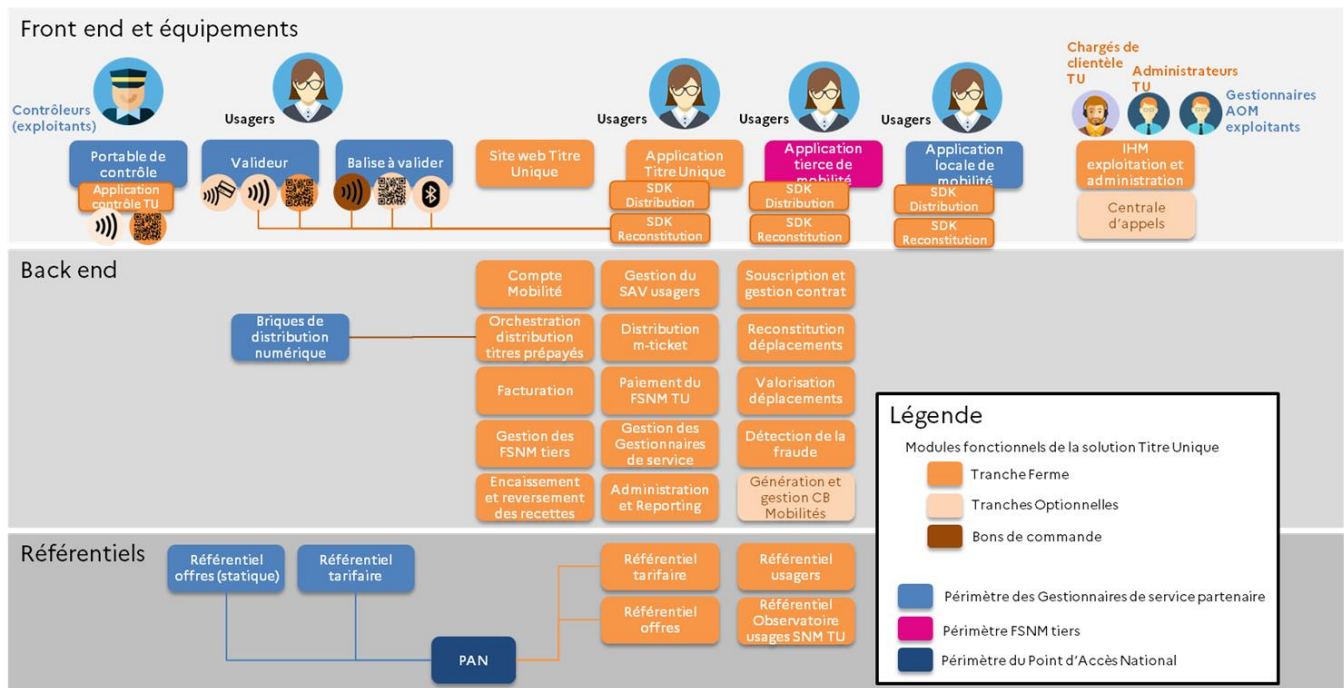 Front end et équipements
Contrôleurs
(exploitants)
Usagers
Usagers
Usagers
Usagers
Chargés de
clientèle
TU
Administrateurs
TU
Gestionnaires
AOM
exploitants
Portable de
contrôle
Application
contrôle TU
Valideur
Balise à valider
Site web Titre
Unique
Application
Titre Unique
SDK
Distribution
SDK
Reconstitution
Application
tierce de
mobilité
SDK
Distribution
SDK
Reconstitution
Application
locale de
mobilité
SDK
Distribution
SDK
Reconstitution
IHM
exploitation et
administration
Centrale
d'appels
Back end
Briques de
distribution
numérique
Compte
Mobilité
Gestion du
SAV usagers
Souscription et
gestion contrat
Orchestration
distribution
titres prépayés
Distribution
m-ticket
Reconstitution
déplacements
Facturation
Paiement du
FSNM TU
Valorisation
déplacements
Gestion des
FSNM tiers
Gestion des
Gestionnaires
de service
Détection de la
fraude
Encaissement
et reversement
des recettes
Administration
et Reporting
Génération et
gestion CB
Mobilités
Légende
Modules fonctionnels de la solution Titre Unique
Tranche Ferme
Tranches Optionnelles
Bons de commande
Périmètre des Gestionnaires de service partenaire
Périmètre FSNM tiers
Périmètre du Point d'Accès National
Référentiels
Référentiel
offres (statique)
Référentiel
tarifaire
PAN
Référentiel
tarifaire
Référentiel
usagers
Référentiel
offres
Référentiel
Observatoire
usages SNM TU